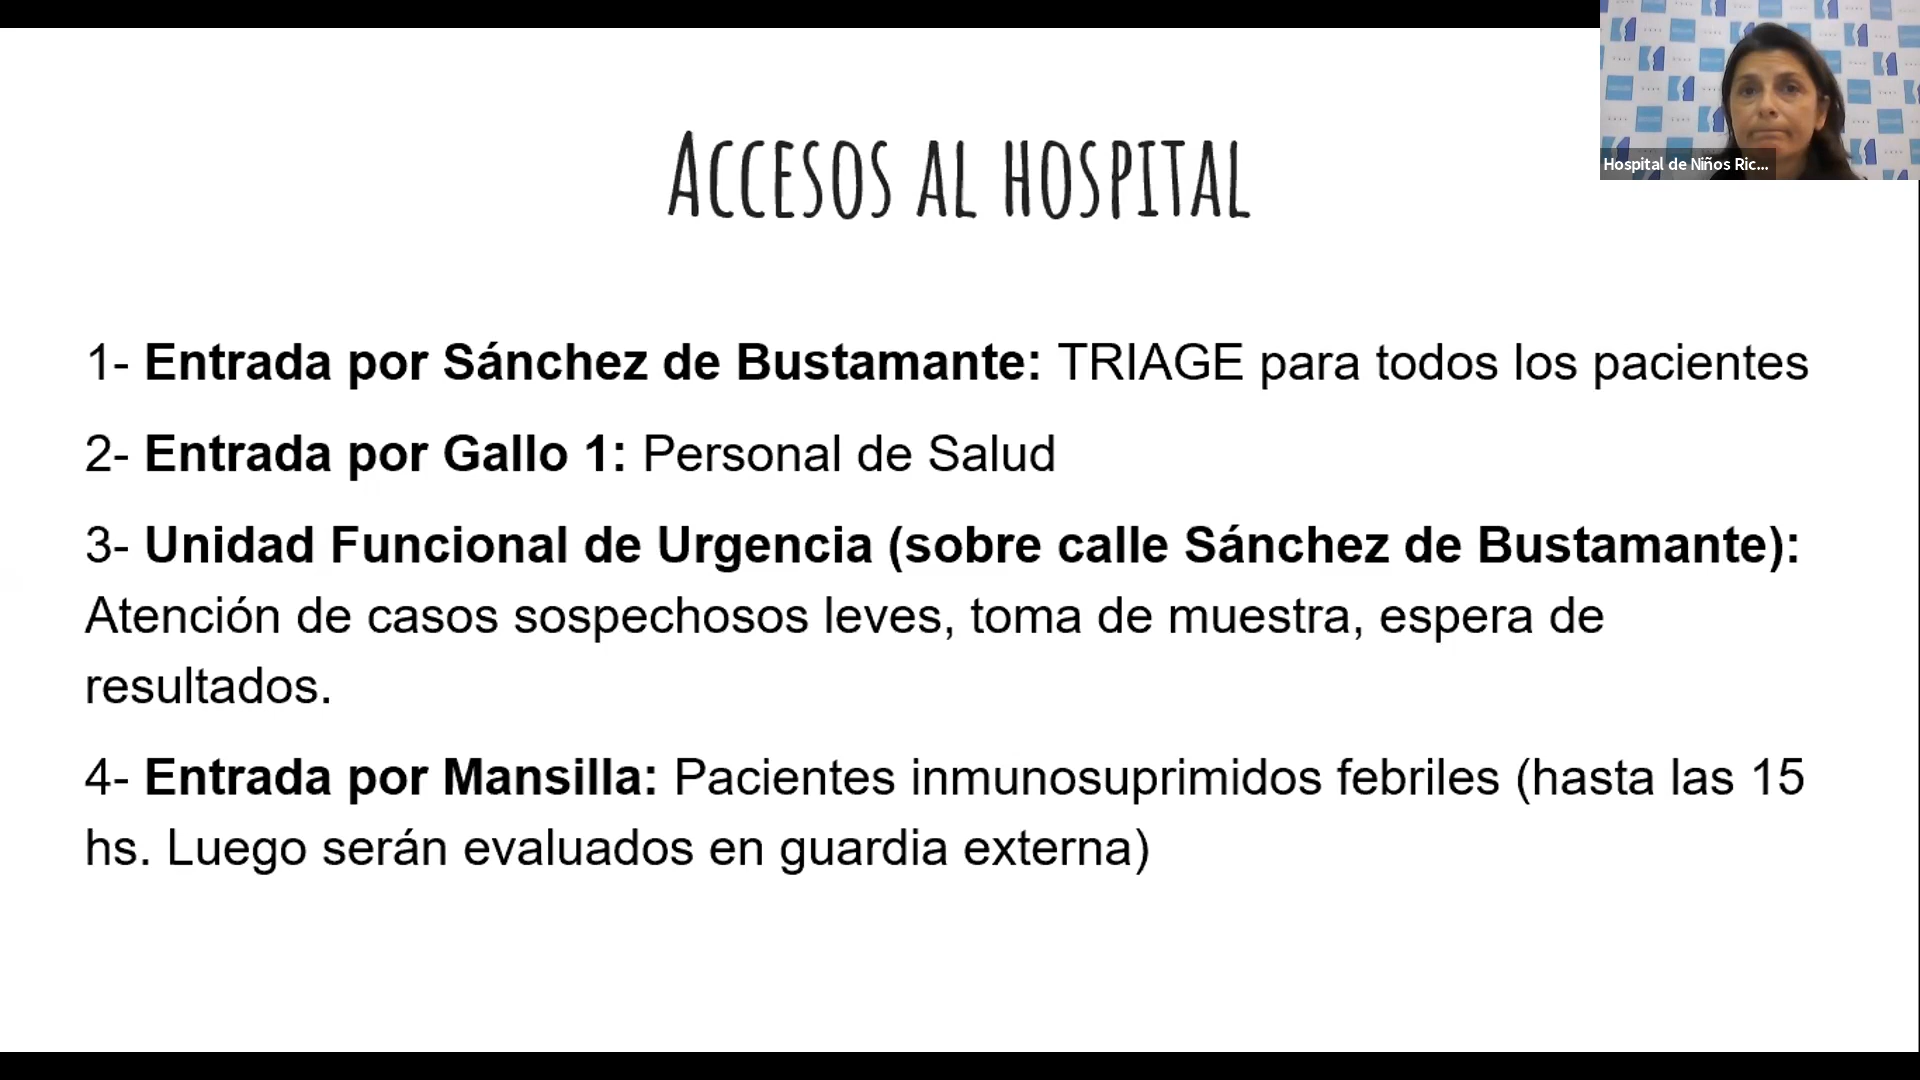 Hospital de Niños Ric...
ACCESOS AL HOSPITAL
1- Entrada por Sánchez de Bustamante: TRIAGE para todos los pacientes
2- Entrada por Gallo 1: Personal de Salud
3- Unidad Funcional de Urgencia (sobre calle Sánchez de Bustamante):
Atención de casos sospechosos leves, toma de muestra, espera de
resultados.
4- Entrada por Mansilla: Pacientes inmunosuprimidos febriles (hasta las 15
hs. Luego serán evaluados en guardia externa)